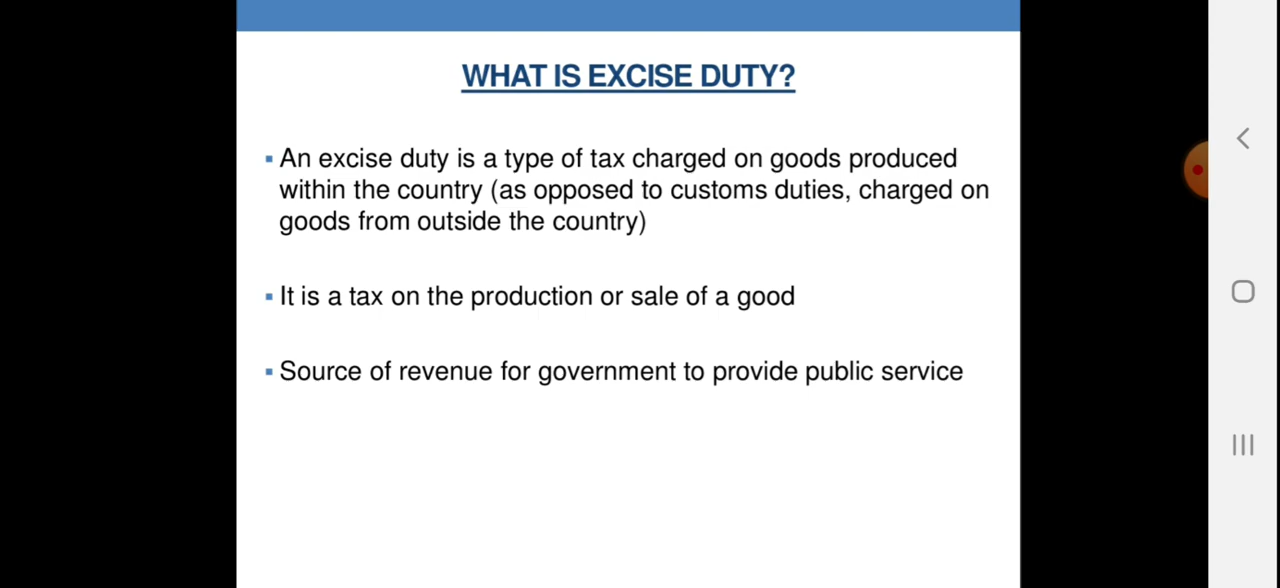 WHAT IS EXCISE DUTY?
▪ An excise duty is a type of tax charged on goods produced
within the country (as opposed to customs duties, charged on
goods from outside the country)
▪ It is a tax on the production or sale of a good
▪ Source of revenue for government to provide public service